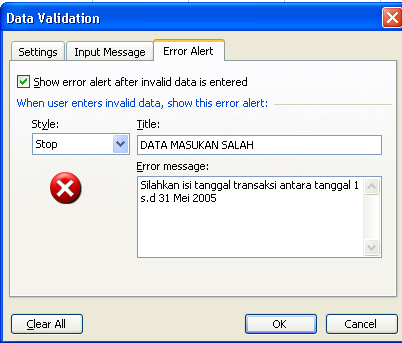 Data Validation
Settings
Input Message
Error Alert
Show error alert after invalid data is entered
When user enters invalid data, show this error alert:
Style:
Title:
Stop
DATA MASUKAN SALAH
Error message:
Silahkan isi tanggal transaksi antara tanggal 1
s.d 31 Mei 2005
Clear All
OK
Cancel